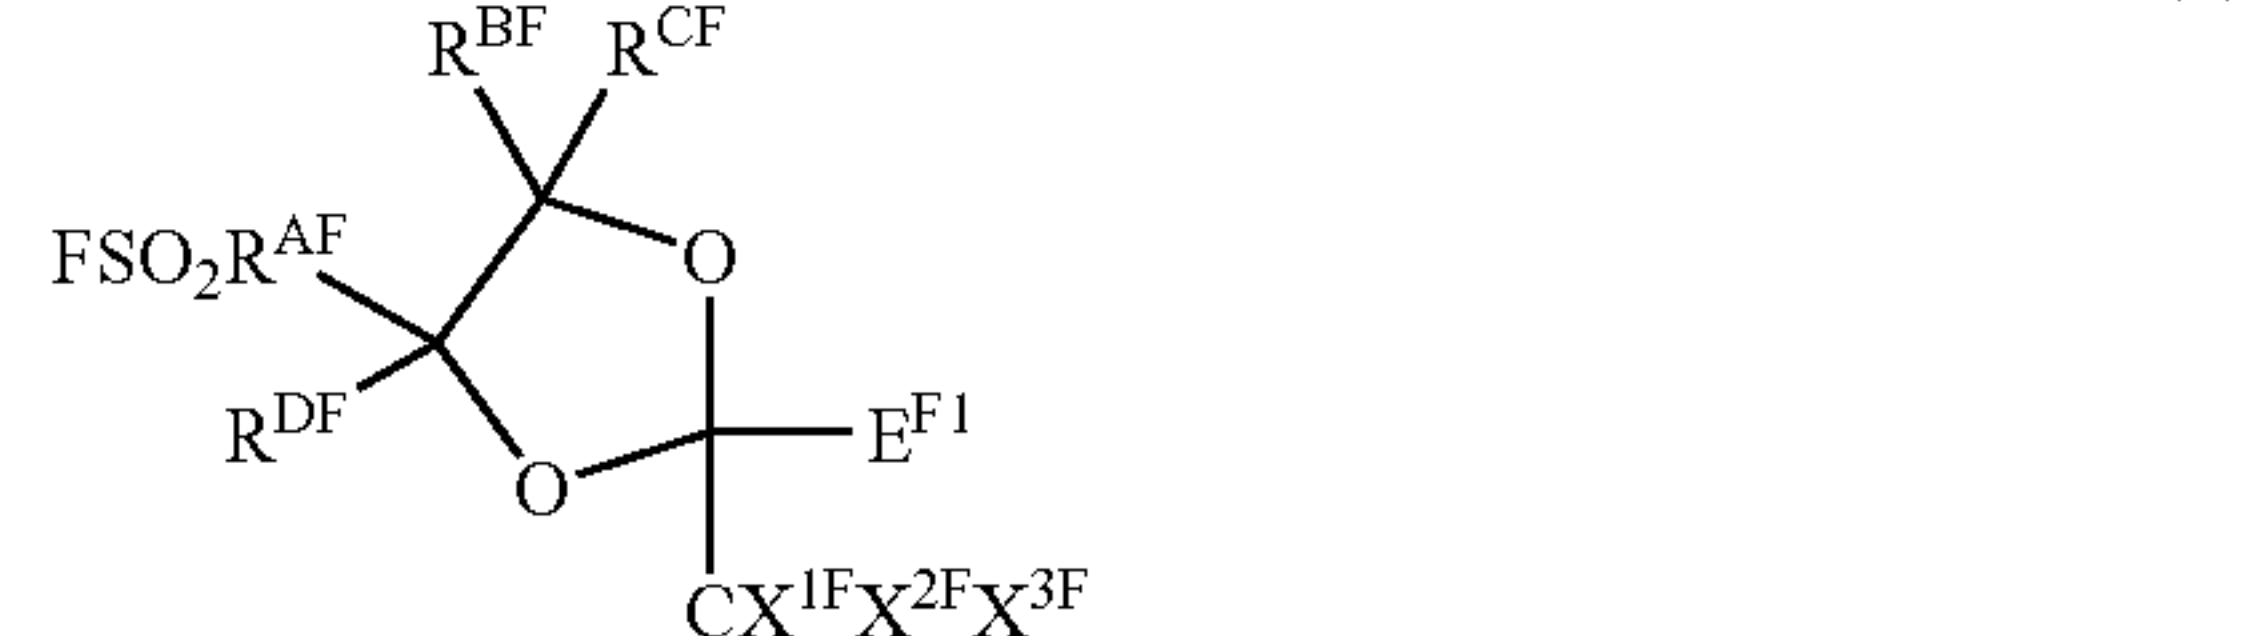 R^BF R^CF
FSO₂R^AF
O
R^DF
E^F1
O
CX^1FX^2FX^3F